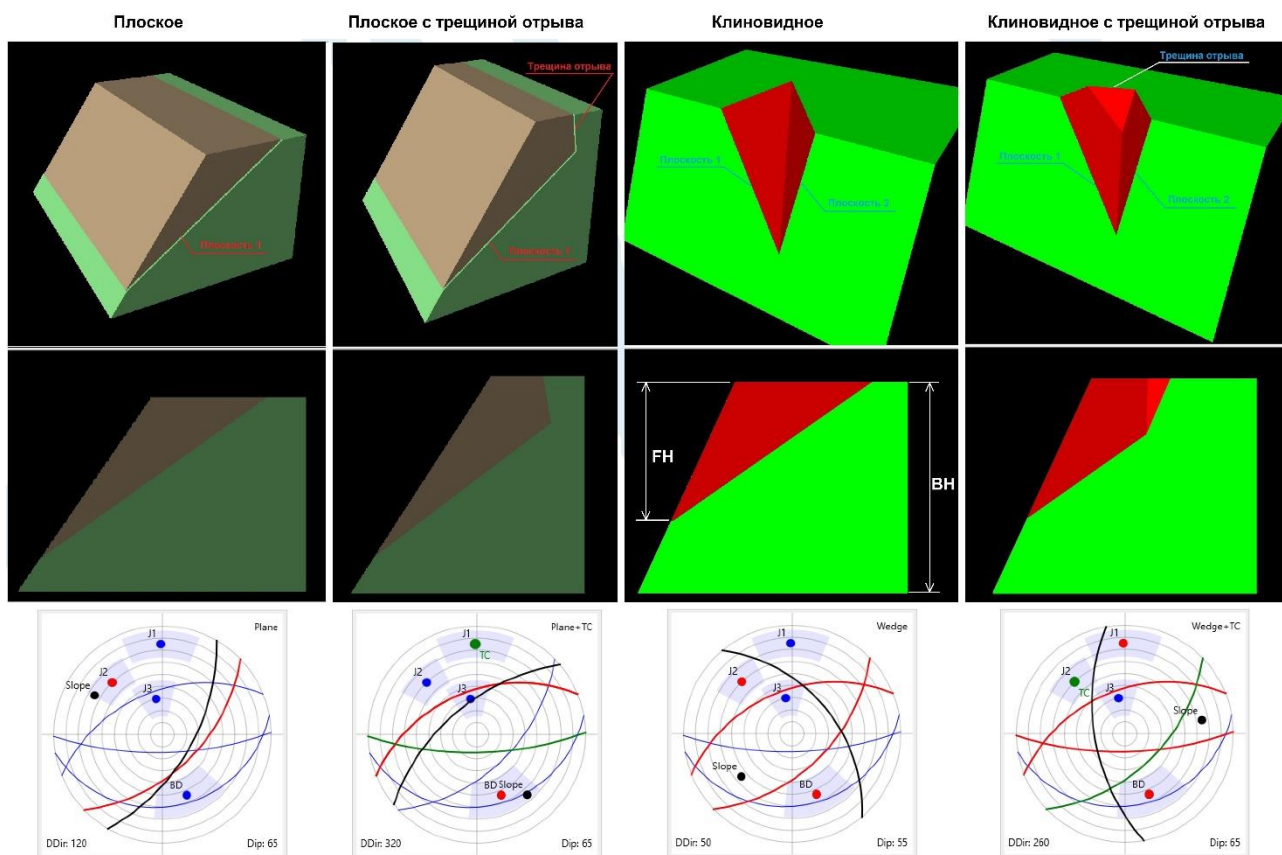 Плоское
Плоское с трещиной отрыва
Клиновидное
Клиновидное с трещиной отрыва
Трещина отрыва
Трещина отрыва
Плоскость 1
Плоскость 1
Плоскость 1
Плоскость 2
Плоскость 1
Плоскость 2
FH
BH
Plane
J1
J2
Slope
J3
BD
DDir: 120
Dip: 65
Plane+TC
J1
TC
J2
J3
BD
Slope
DDir: 320
Dip: 65
Wedge
J1
J2
J3
Slope
BD
DDir: 50
Dip: 55
Wedge+TC
J1
J2
TC
J3
Slope
BD
DDir: 260
Dip: 65